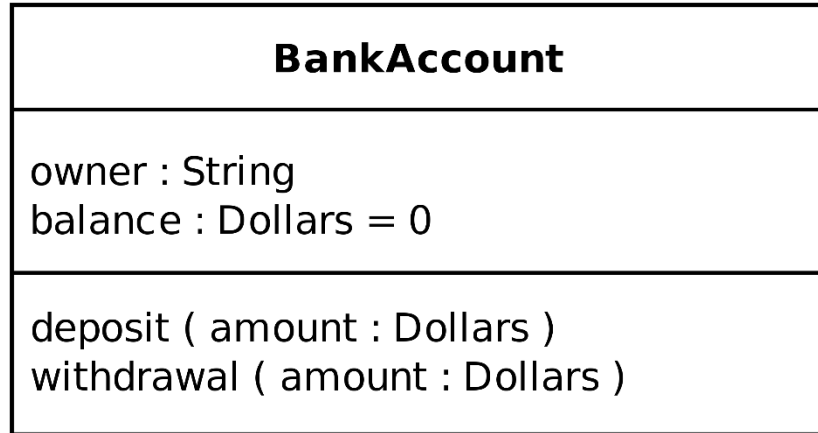 BankAccount
owner : String
balance : Dollars = 0
deposit ( amount : Dollars )
withdrawal ( amount : Dollars )